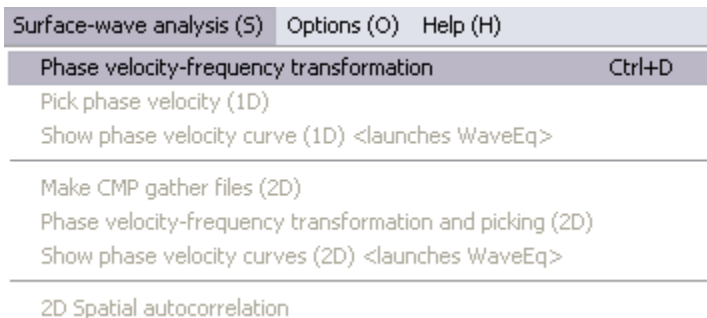 Surface-wave analysis (S) Options (O) Help (H)
Phase velocity-frequency transformation Ctrl+D
Pick phase velocity (1D)
Show phase velocity curve (1D) <launches WaveEq>
Make CMP gather files (2D)
Phase velocity-frequency transformation and picking (2D)
Show phase velocity curves (2D) <launches WaveEq>
2D Spatial autocorrelation